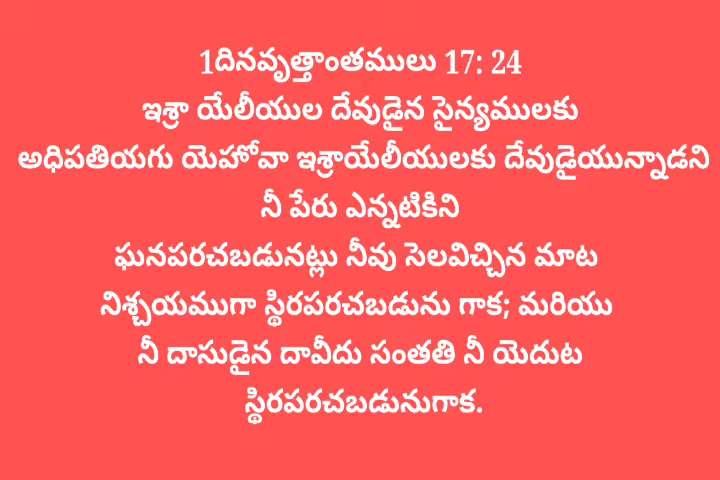 1దినవృత్తాంతములు 17: 24
ఇశ్రా యేలీయుల దేవుడైన సైన్యములకు
అధిపతియగు యెహోవా ఇశ్రాయేలీయులకు దేవుడైయున్నాడని
నీ పేరు ఎన్నటికిని
ఘనపరచబడునట్లు నీవు సెలవిచ్చిన మాట
నిశ్చయముగా స్థిరపరచబడును గాక; మరియు
నీ దాసుడైన దావీదు సంతతి నీ యెదుట
స్థిరపరచబడునుగాక.